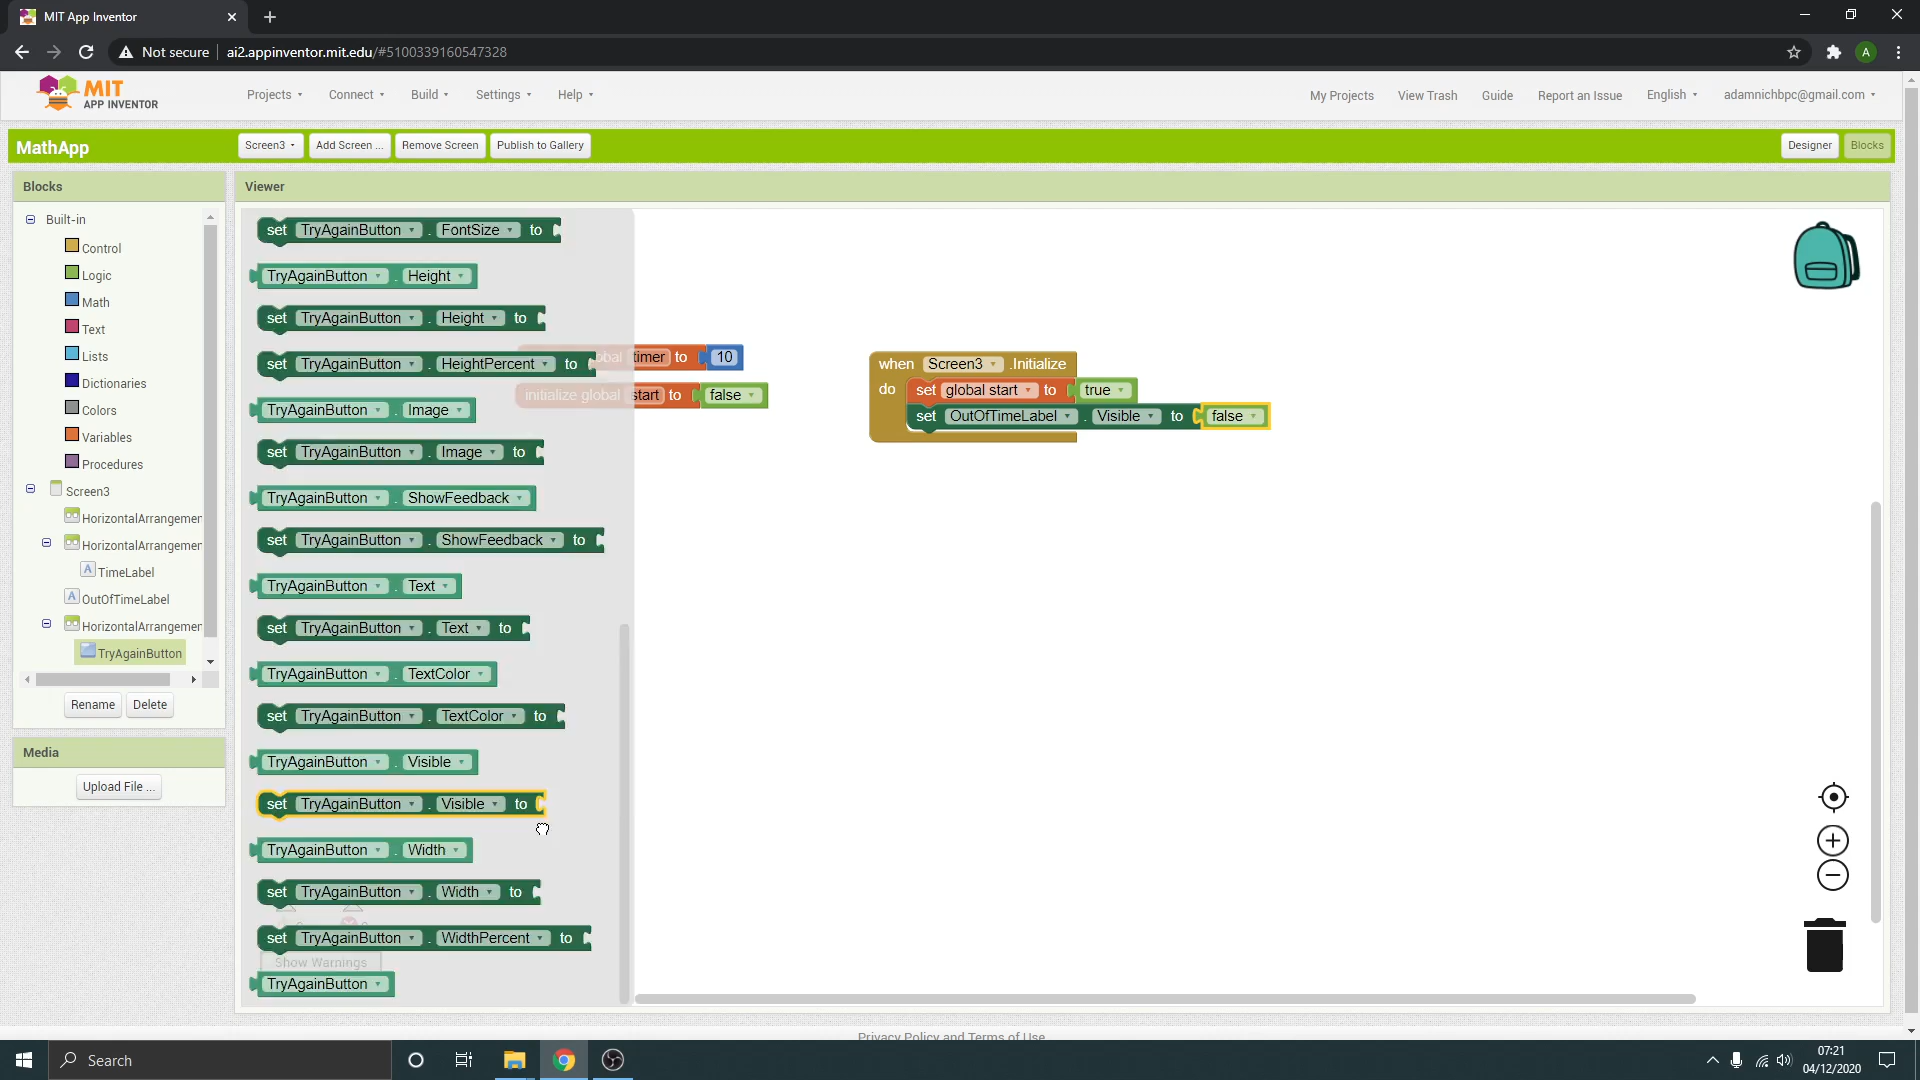 MIT App Inventor
Not secure ai2.appinventor.mit.edu/#5100339160547328
A
MIT
APP INVENTOR
Projects Connect Build Settings Help My Projects View Trash Guide Report an Issue English adamnichbpc@gmail.com
MathApp Screen3 Add Screen ... Remove Screen Publish to Gallery Designer Blocks
Blocks
Viewer
Built-in
Control
Logic
Math
Text
Lists
Dictionaries
Colors
Variables
Procedures
Screen3
HorizontalArrangemen
HorizontalArrangemen
A TimeLabel
A OutOfTimeLabel
HorizontalArrangemen
TryAgainButton
Rename Delete
Media
Upload File ...
set TryAgainButton . FontSize to
TryAgainButton . Height
set TryAgainButton . Height to
set TryAgainButton . HeightPercent to
TryAgainButton . Image
set TryAgainButton . Image to
TryAgainButton . ShowFeedback
set TryAgainButton . ShowFeedback to
TryAgainButton . Text
set TryAgainButton . Text to
TryAgainButton . TextColor
set TryAgainButton . TextColor to
TryAgainButton . Visible
set TryAgainButton . Visible to
TryAgainButton . Width
set TryAgainButton . Width to
set TryAgainButton . WidthPercent to
Show Warnings
TryAgainButton
timer to 10
initialize global start to false
when Screen3 .Initialize
do set global start to true
set OutOfTimeLabel . Visible to false
Privacy Policy and Terms of Use
Search
07:21
04/12/2020